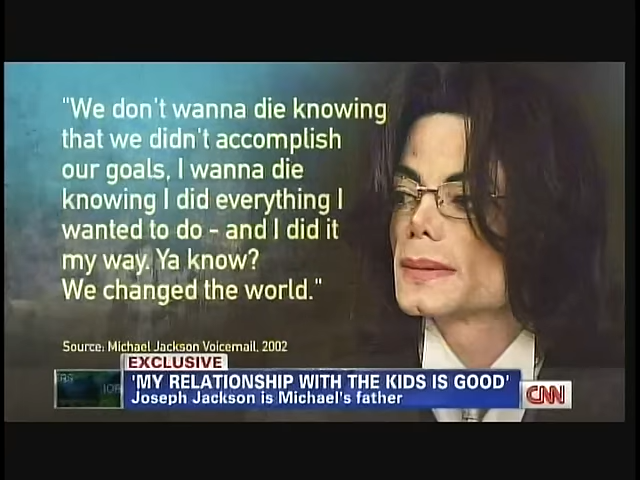 "We don't wanna die knowing
that we didn't accomplish
our goals, I wanna die
knowing I did everything I
wanted to do - and I did it
my way. Ya know?
We changed the world."
Source: Michael Jackson Voicemail, 2002
EXCLUSIVE
'MY RELATIONSHIP WITH THE KIDS IS GOOD'
Joseph Jackson is Michael's father
CNN